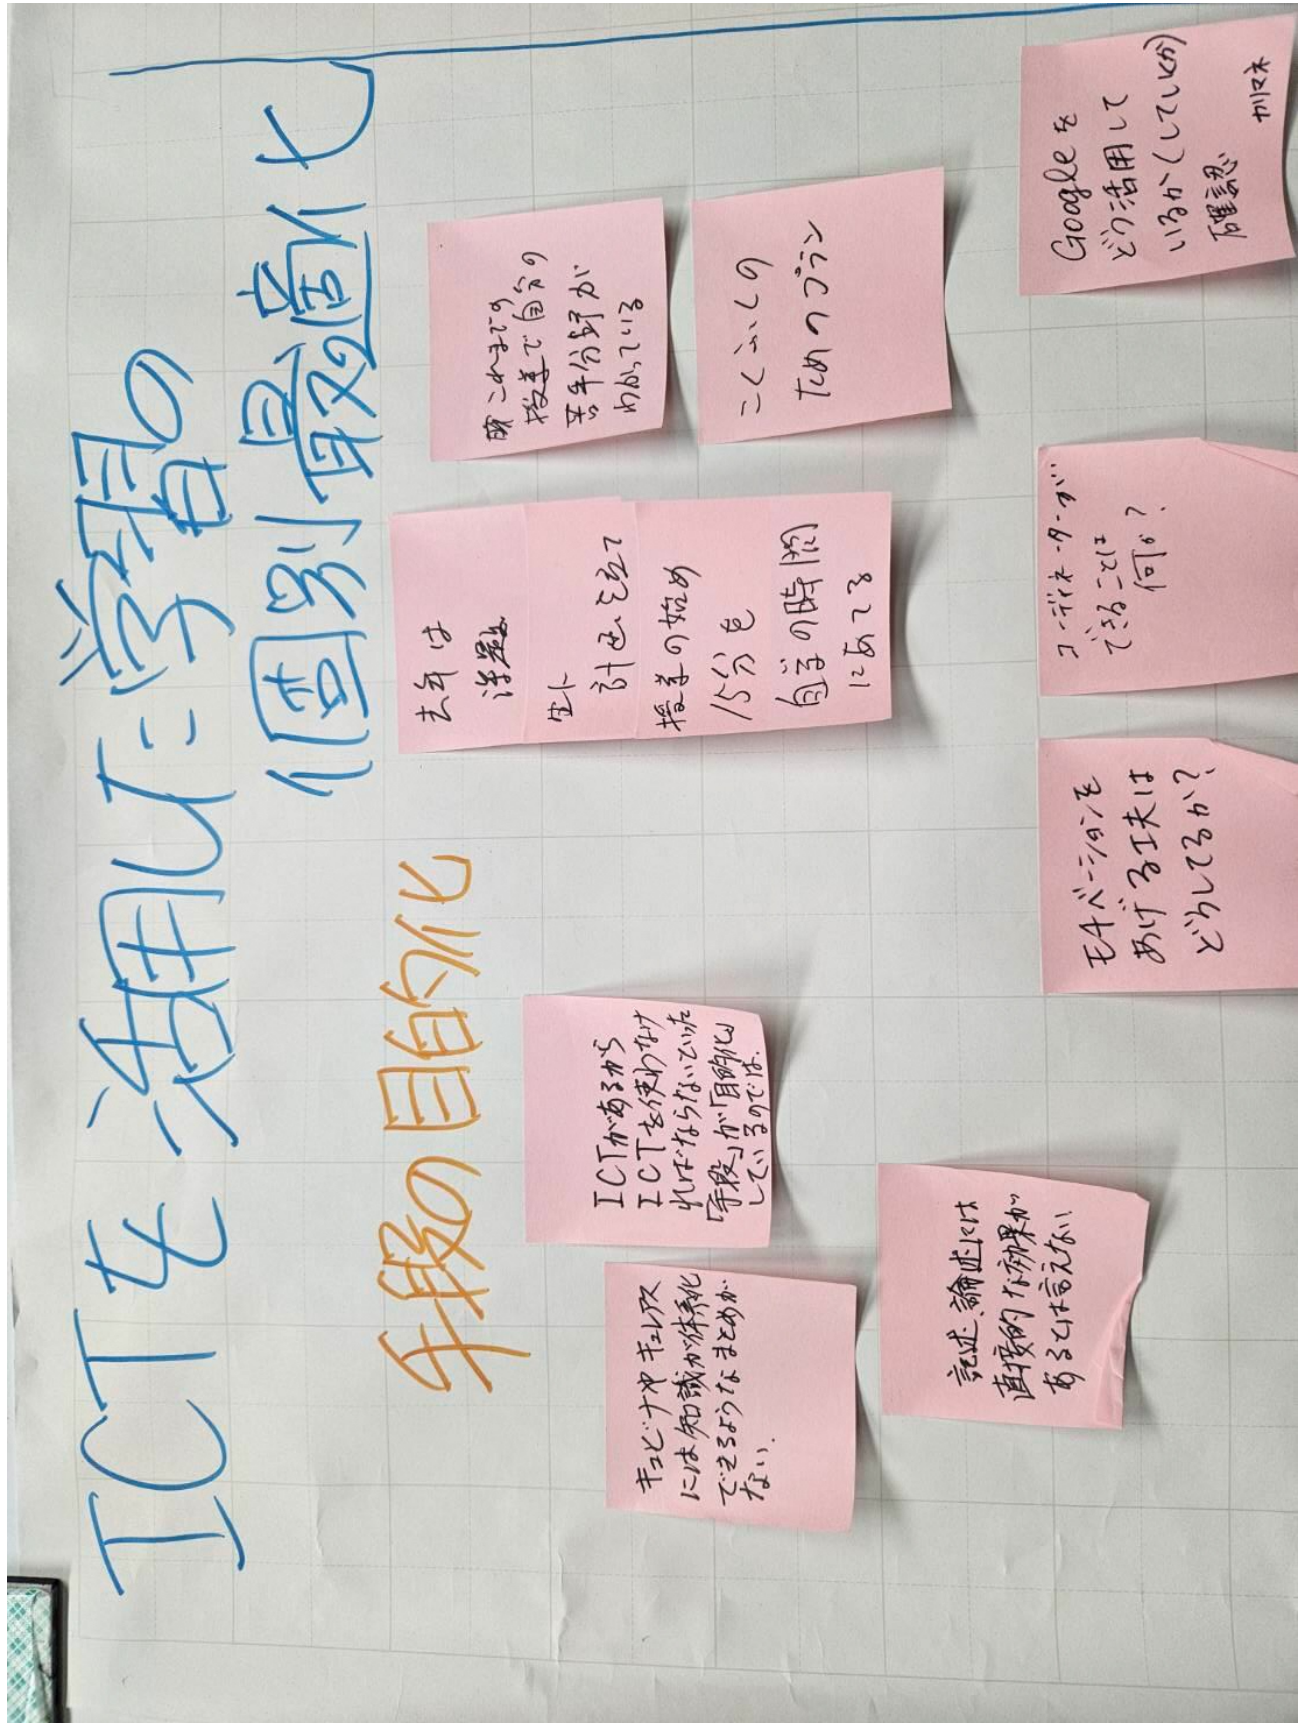 ICTを活用した学習の
個別最適化
手段の目的化
キュビナやキュレアス
には知識が体系化
できるようなまとめが
ない.
ICTがあるから
ICTを使わなけ
ればならないといった
「手段」が「目的化」
しているのでは.
記述、論述には
直接的な効果が
あるとは言えない.
去年は
課題
生ト
計画を立て
授業の始め
15分を
自学の時間
にあてる
これまでの
授業で自分の
苦手分野が
わかっている
こくふくの
ためのプラン
モチベーションを
あげる工夫は
どうしてるか?
コーディネーターが
できることは
何か?
Googleを
どう活用して
いるか(していくか)
確認
カリマネ